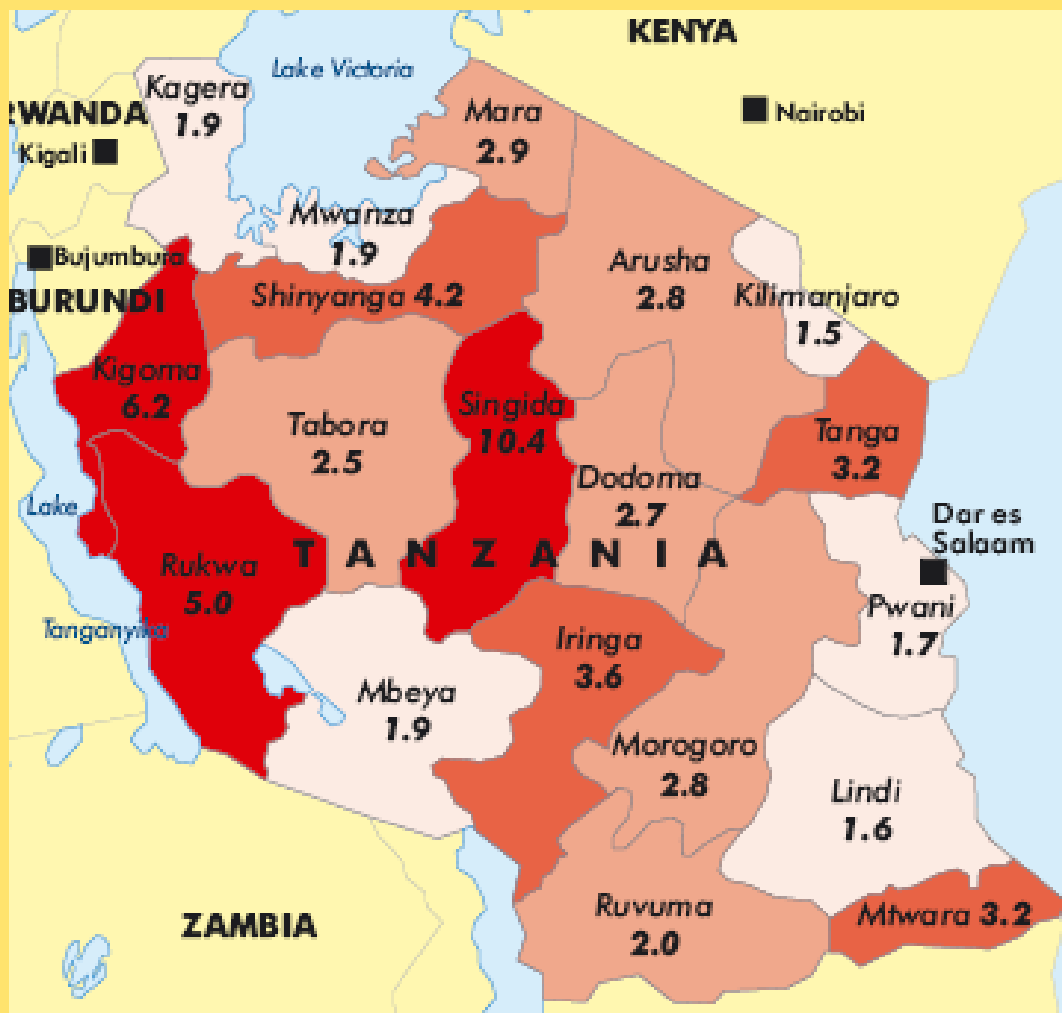 KENYA
Lake Victoria
Kagera
1.9
RWANDA
Kigali
Mara
2.9
Nairobi
Mwanza
1.9
Bujumbura
BURUNDI
Shinyanga 4.2
Arusha
2.8
Kilimanjaro
1.5
Kigoma
6.2
Tabora
2.5
Singida
10.4
Tanga
3.2
Dodoma
2.7
Lake
Tanganyika
Dar es
Salaam
TANZANIA
Rukwa
5.0
Pwani
1.7
Iringa
3.6
Mbeya
1.9
Morogoro
2.8
Lindi
1.6
Ruvuma
2.0
Mtwara 3.2
ZAMBIA